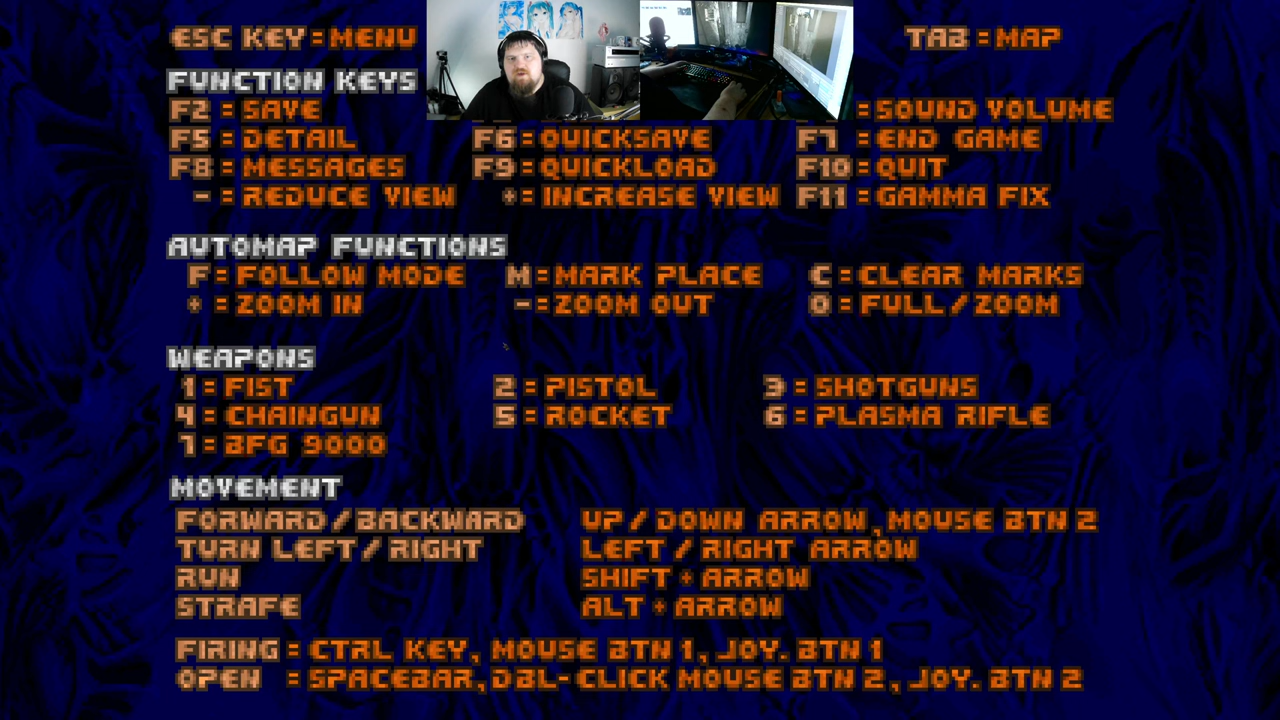 ESC KEY = MENU TAB = MAP
FUNCTION KEYS
F2 = SAVE = SOUND VOLUME
F5 = DETAIL F6 = QUICKSAVE F7 = END GAME
F8 = MESSAGES F9 = QUICKLOAD F10 = QUIT
- = REDUCE VIEW + = INCREASE VIEW F11 = GAMMA FIX
AUTOMAP FUNCTIONS
F = FOLLOW MODE M = MARK PLACE C = CLEAR MARKS
+ = ZOOM IN - = ZOOM OUT 0 = FULL/ZOOM
WEAPONS
1 = FIST 2 = PISTOL 3 = SHOTGUNS
4 = CHAINGUN 5 = ROCKET 6 = PLASMA RIFLE
7 = BFG 9000
MOVEMENT
FORWARD/BACKWARD UP/DOWN ARROW, MOUSE BTN 2
TURN LEFT/RIGHT LEFT/RIGHT ARROW
RUN SHIFT + ARROW
STRAFE ALT + ARROW
FIRING = CTRL KEY, MOUSE BTN 1, JOY. BTN 1
OPEN = SPACEBAR, DBL-CLICK MOUSE BTN 2, JOY. BTN 2